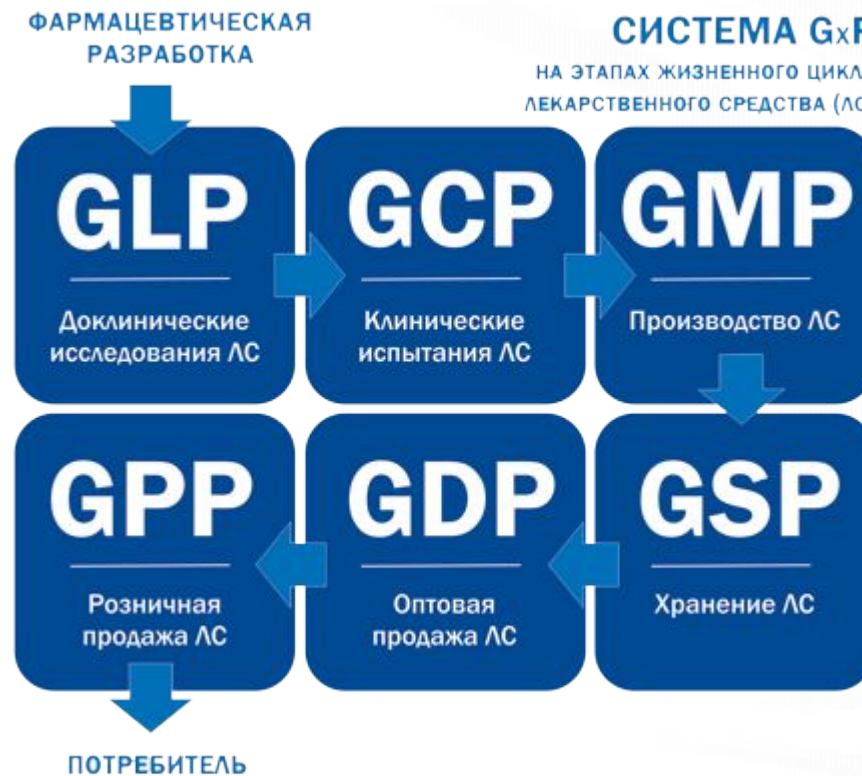 ФАРМАЦЕВТИЧЕСКАЯ
РАЗРАБОТКА
СИСТЕМА GxP
НА ЭТАПАХ ЖИЗНЕННОГО ЦИКЛ
ЛЕКАРСТВЕННОГО СРЕДСТВА (ЛС
GLP
Доклинические
исследования ЛС
GCP
Клинические
испытания ЛС
GMP
Производство ЛС
GPP
Розничная
продажа ЛС
GDP
Оптовая
продажа ЛС
GSP
Хранение ЛС
ПОТРЕБИТЕЛЬ